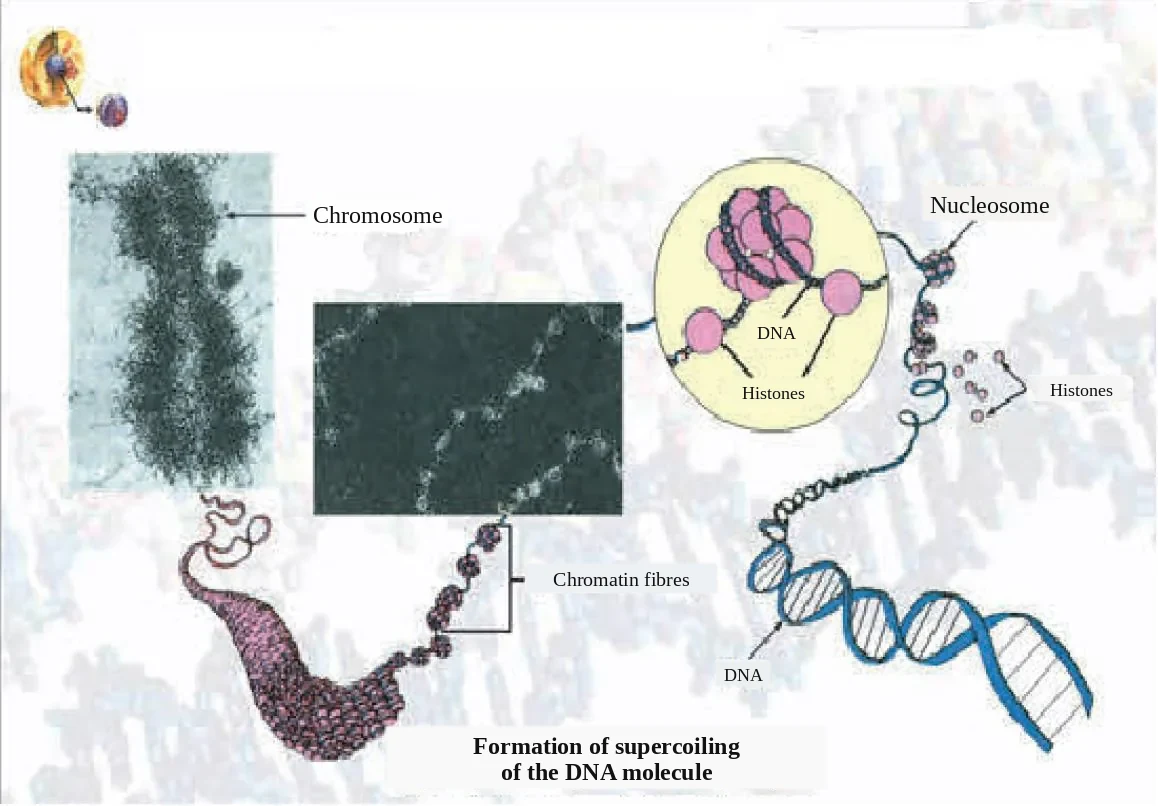 Chromosome
Nucleosome
DNA
Histones
Histones
Chromatin fibres
DNA
Formation of supercoiling
of the DNA molecule